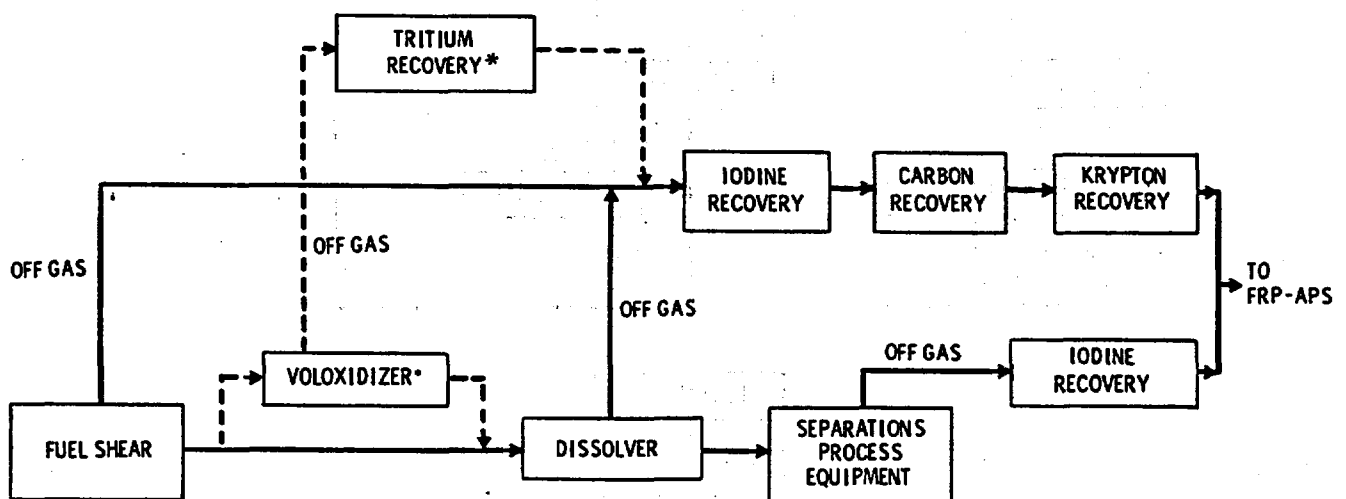 TRITIUM
RECOVERY*
IODINE
RECOVERY
CARBON
RECOVERY
KRYPTON
RECOVERY
OFF GAS
OFF GAS
OFF GAS
TO
FRP-APS
VOLOXIDIZER*
OFF GAS
IODINE
RECOVERY
FUEL SHEAR
DISSOLVER
SEPARATIONS
PROCESS
EQUIPMENT